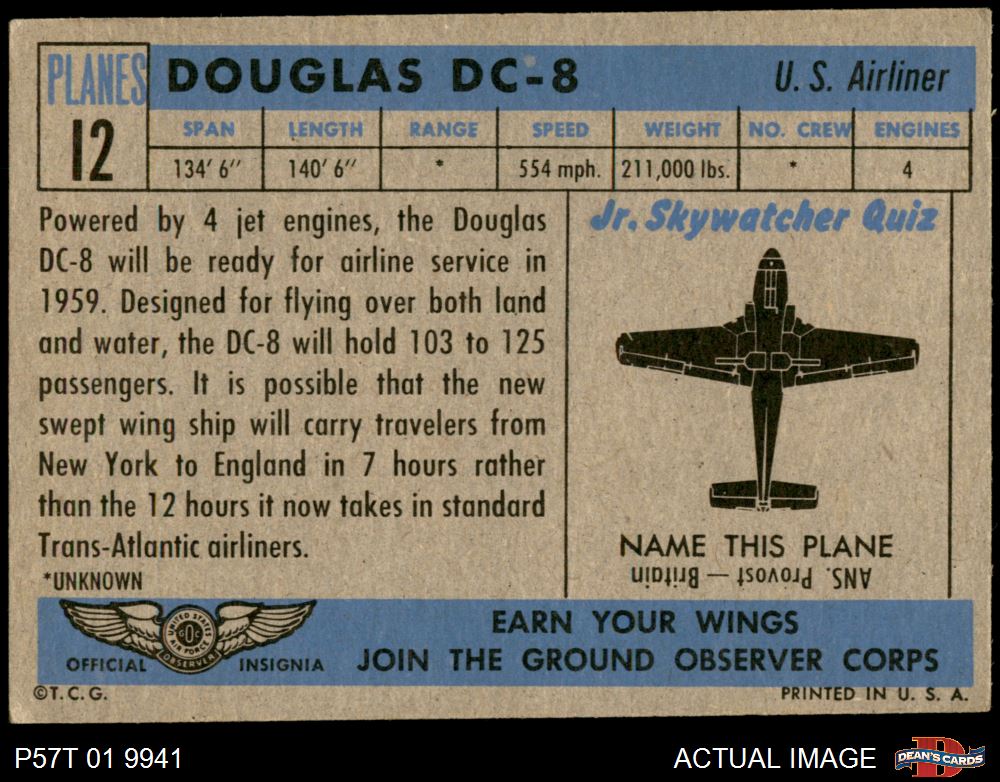 PLANES
12
DOUGLAS DC-8
U. S. Airliner
SPAN LENGTH RANGE SPEED WEIGHT NO. CREW ENGINES
134' 6'' 140' 6'' * 554 mph. 211,000 lbs. * 4
Powered by 4 jet engines, the Douglas
DC-8 will be ready for airline service in
1959. Designed for flying over both land
and water, the DC-8 will hold 103 to 125
passengers. It is possible that the new
swept wing ship will carry travelers from
New York to England in 7 hours rather
than the 12 hours it now takes in standard
Trans-Atlantic airliners.
*UNKNOWN
Jr. Skywatcher Quiz
NAME THIS PLANE
ANS. Provost — Britain
UNITED STATES
GOC
AIR FORCE
OBSERVER
OFFICIAL INSIGNIA
EARN YOUR WINGS
JOIN THE GROUND OBSERVER CORPS
©T. C. G.
PRINTED IN U. S. A.
P57T 01 9941
ACTUAL IMAGE
DEAN'S CARDS